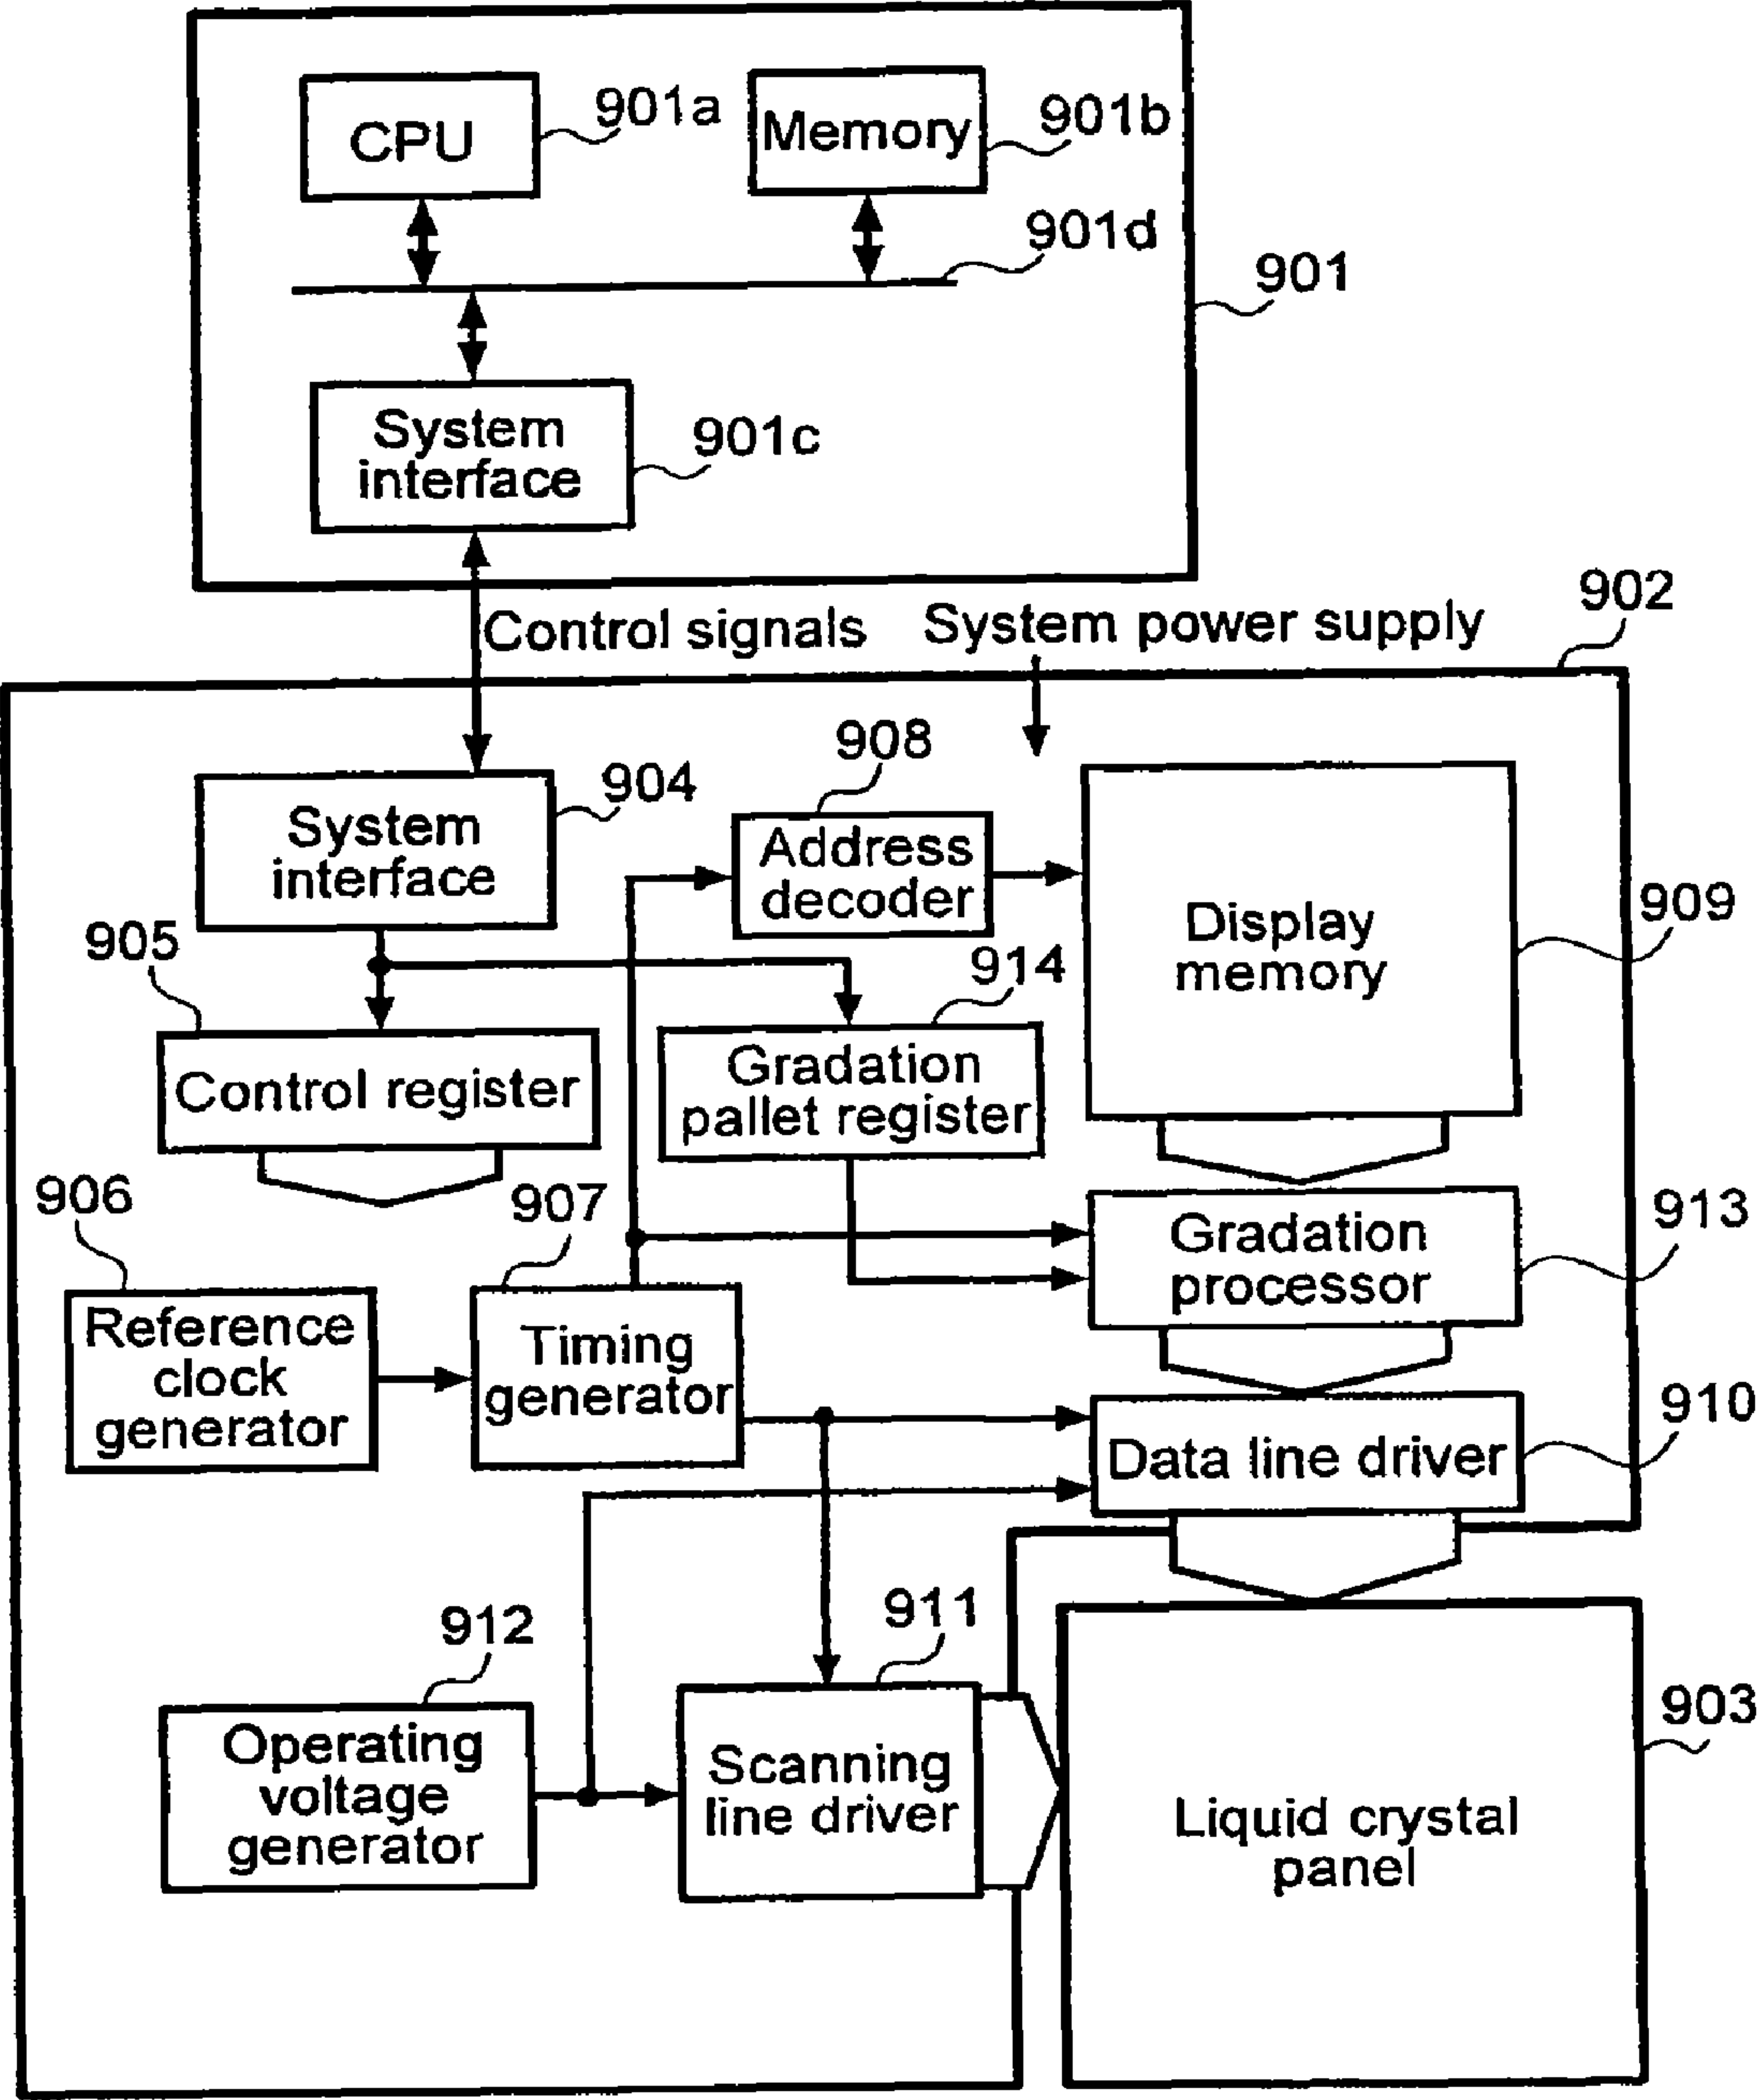 CPU
901a
Memory
901b
901d
901
System
interface
901c
Control signals
System power supply
902
System
interface
904
908
Address
decoder
Display
memory
909
905
Control register
914
Gradation
pallet register
906
Reference
clock
generator
907
Timing
generator
Gradation
processor
913
Data line driver
910
912
Operating
voltage
generator
911
Scanning
line driver
Liquid crystal
panel
903